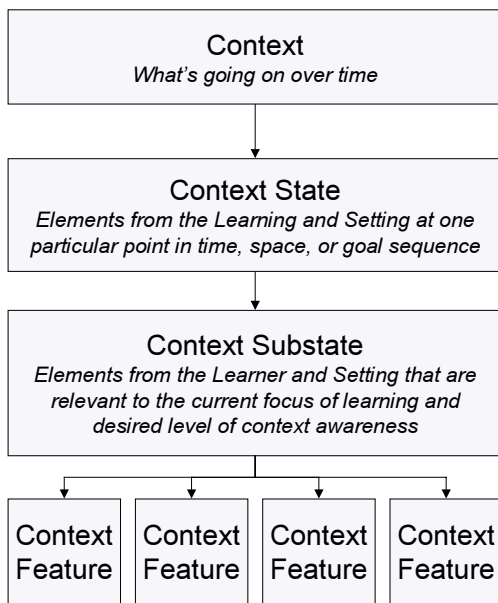 Context
What's going on over time
Context State
Elements from the Learning and Setting at one
particular point in time, space, or goal sequence
Context Substate
Elements from the Learner and Setting that are
relevant to the current focus of learning and
desired level of context awareness
Context
Feature
Context
Feature
Context
Feature
Context
Feature